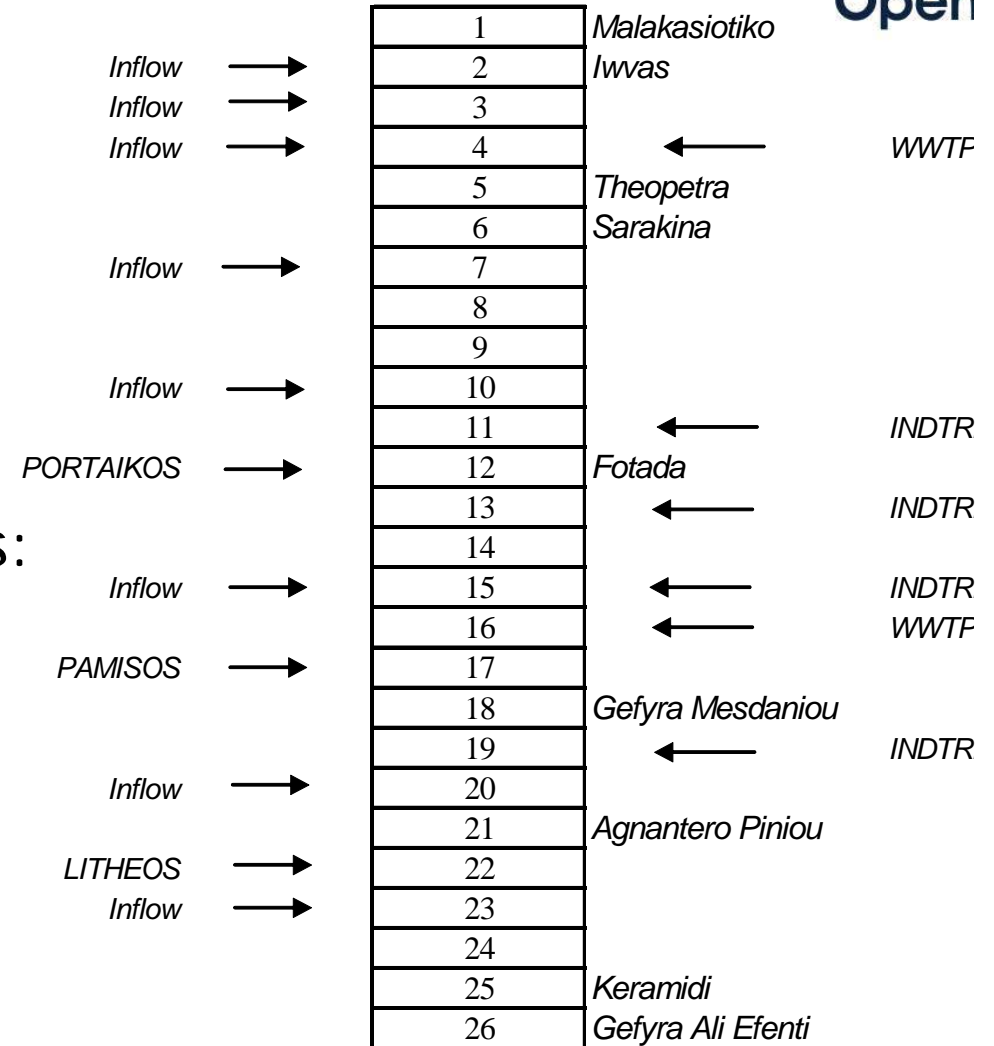 Open
1 Malakasiotiko
Inflow 2 Iwvas
Inflow 3
Inflow 4 WWTP
5 Theopetra
6 Sarakina
Inflow 7
8
9
Inflow 10
11 INDTR
PORTAIKOS 12 Fotada
13 INDTR
s:
14
Inflow 15 INDTR
16 WWTP
PAMISOS 17
18 Gefyra Mesdaniou
19 INDTR
Inflow 20
21 Agnantero Piniou
LITHEOS 22
Inflow 23
24
25 Keramidi
26 Gefyra Ali Efenti